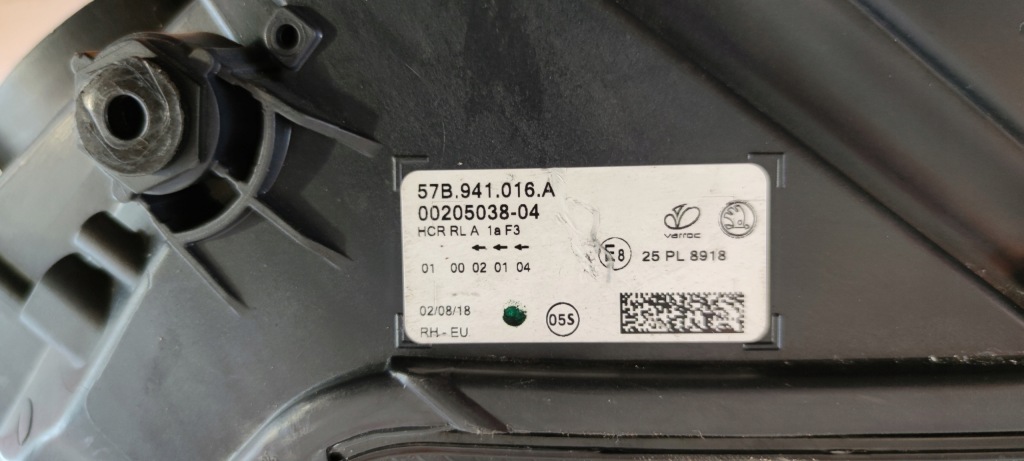 57B.941.016.A
00205038-04
HCR RL A 1a F3
01 00 02 01 04
varroc
E8 25 PL 8918
02/08/18
RH - EU
05S